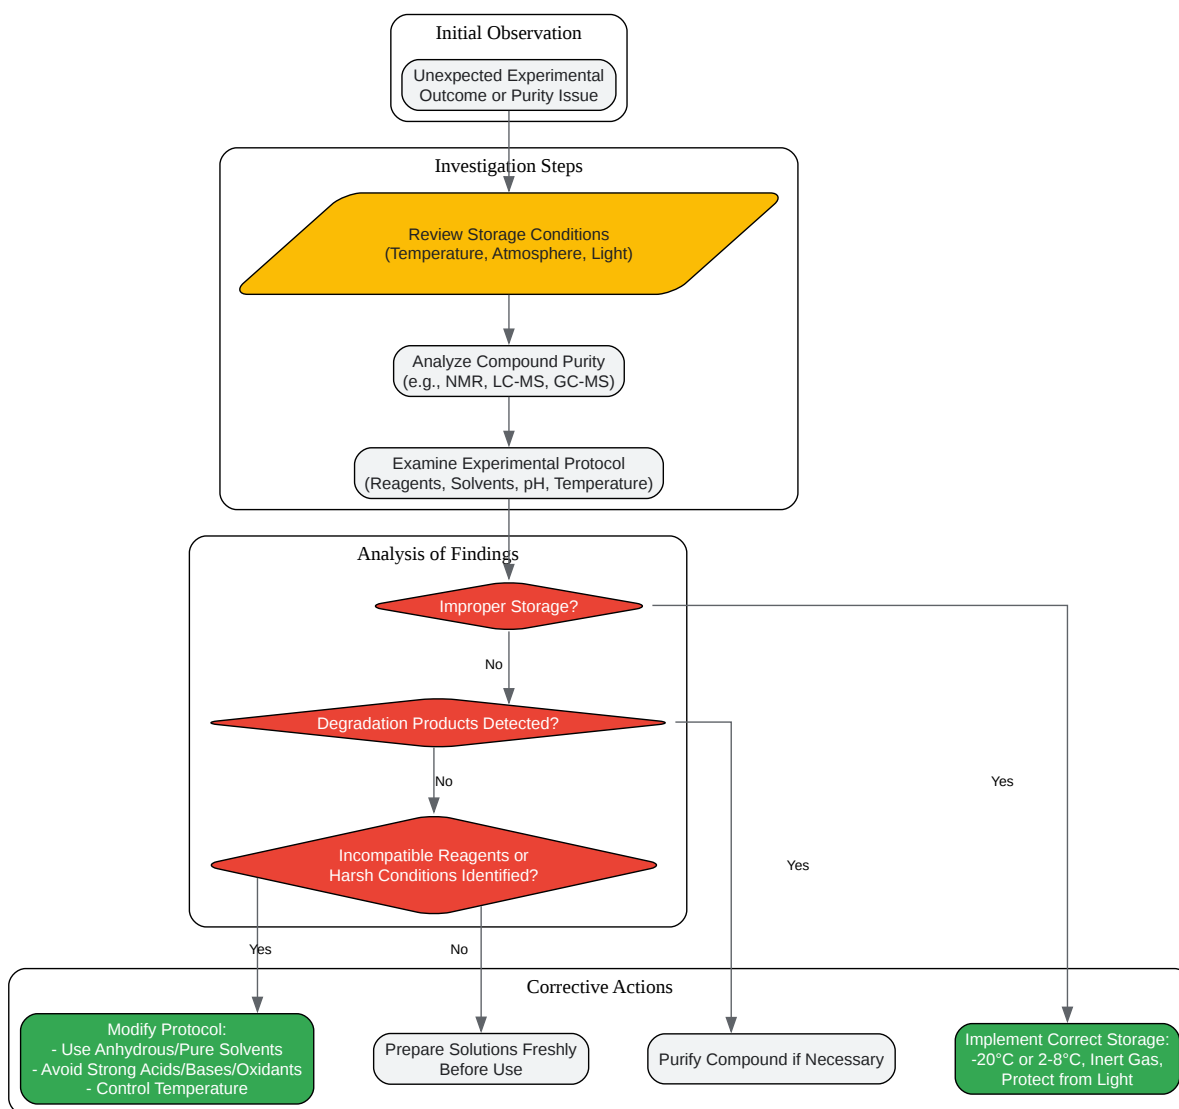 Initial Observation
Unexpected Experimental
Outcome or Purity Issue
Investigation Steps
Review Storage Conditions
(Temperature, Atmosphere, Light)
Analyze Compound Purity
(e.g., NMR, LC-MS, GC-MS)
Examine Experimental Protocol
(Reagents, Solvents, pH, Temperature)
Analysis of Findings
Improper Storage?
No
Degradation Products Detected?
No
Yes
Incompatible Reagents or
Harsh Conditions Identified?
Yes
Yes
No
Corrective Actions
Modify Protocol:
- Use Anhydrous/Pure Solvents
- Avoid Strong Acids/Bases/Oxidants
- Control Temperature
Prepare Solutions Freshly
Before Use
Purify Compound if Necessary
Implement Correct Storage:
-20°C or 2-8°C, Inert Gas,
Protect from Light